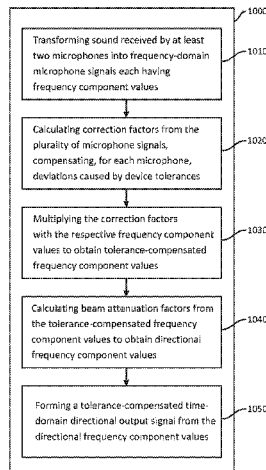 1000
Transforming sound received by at least
two microphones into frequency-domain
microphone signals each having
frequency component values
1010
Calculating correction factors from the
plurality of microphone signals,
compensating, for each microphone,
deviations caused by device tolerances
1020
Multiplying the correction factors
with the respective frequency component
values to obtain tolerance-compensated
frequency component values
1030
Calculating beam attenuation factors from
the tolerance-compensated frequency
component values to obtain directional
frequency component values
1040
Forming a tolerance-compensated time-
domain directional output signal from the
directional frequency component values
1050